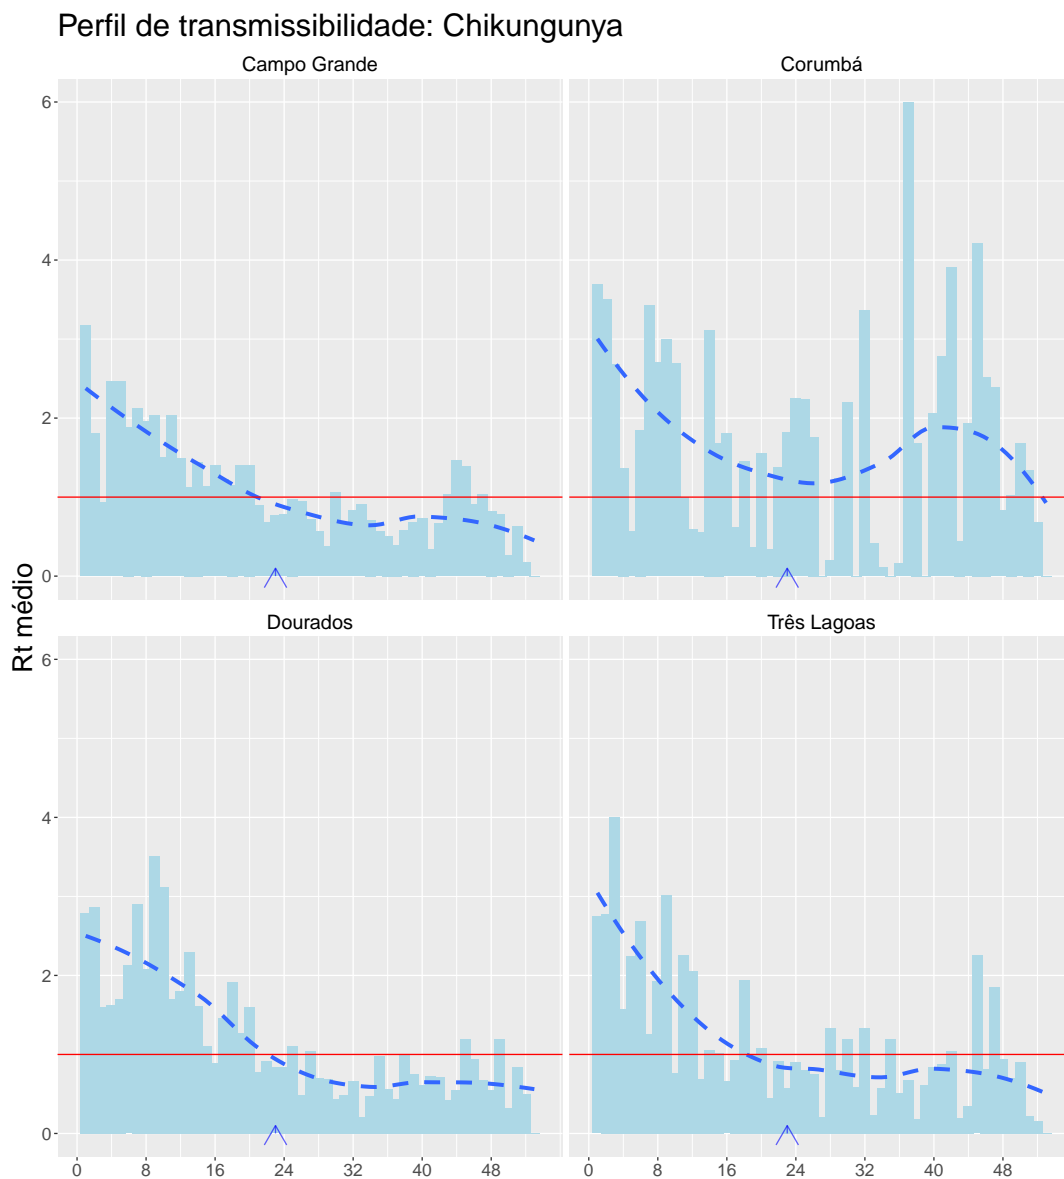 Perfil de transmissibilidade: Chikungunya
Campo Grande
Corumbá
6
4
2
0
Rt médio
Dourados
Três Lagoas
6
4
2
0
0 8 16 24 32 40 48
0 8 16 24 32 40 48